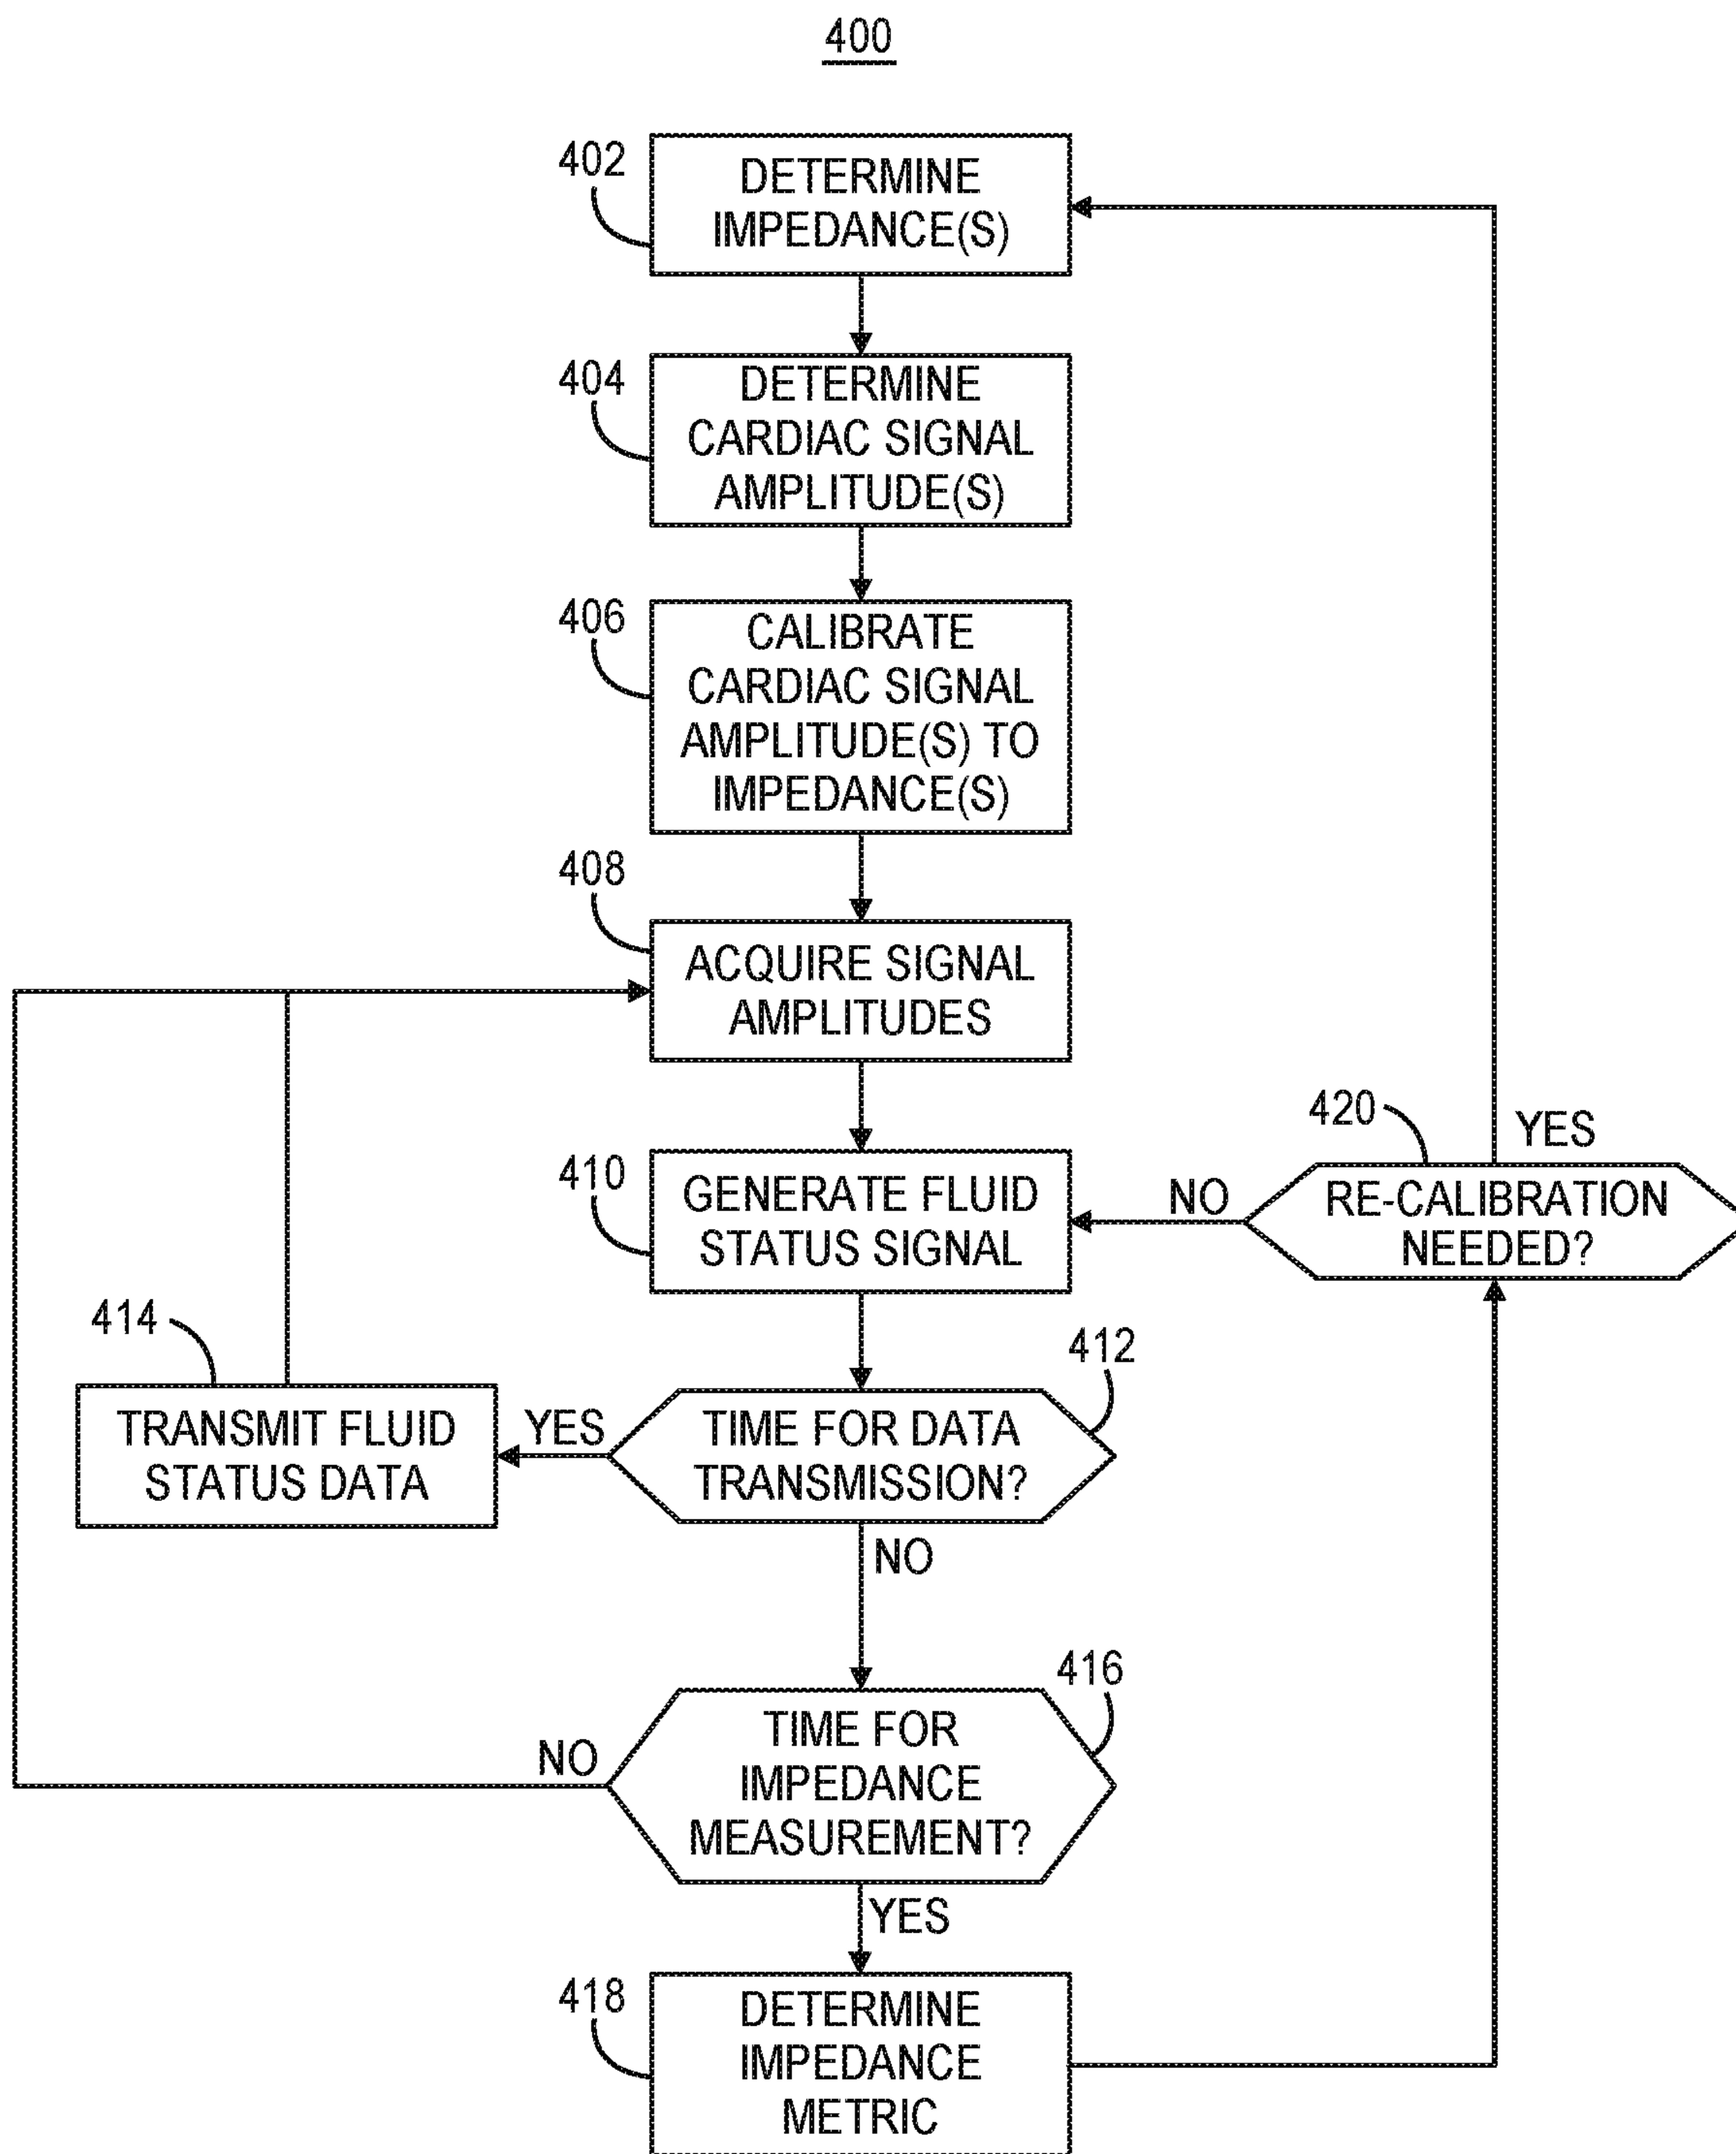 400
402
DETERMINE
IMPEDANCE(S)
404
DETERMINE
CARDIAC SIGNAL
AMPLITUDE(S)
406
CALIBRATE
CARDIAC SIGNAL
AMPLITUDE(S) TO
IMPEDANCE(S)
408
ACQUIRE SIGNAL
AMPLITUDES
410
GENERATE FLUID
STATUS SIGNAL
420
YES
NO
RE-CALIBRATION
NEEDED?
414
TRANSMIT FLUID
STATUS DATA
YES
412
TIME FOR DATA
TRANSMISSION?
NO
416
NO
TIME FOR
IMPEDANCE
MEASUREMENT?
YES
418
DETERMINE
IMPEDANCE
METRIC